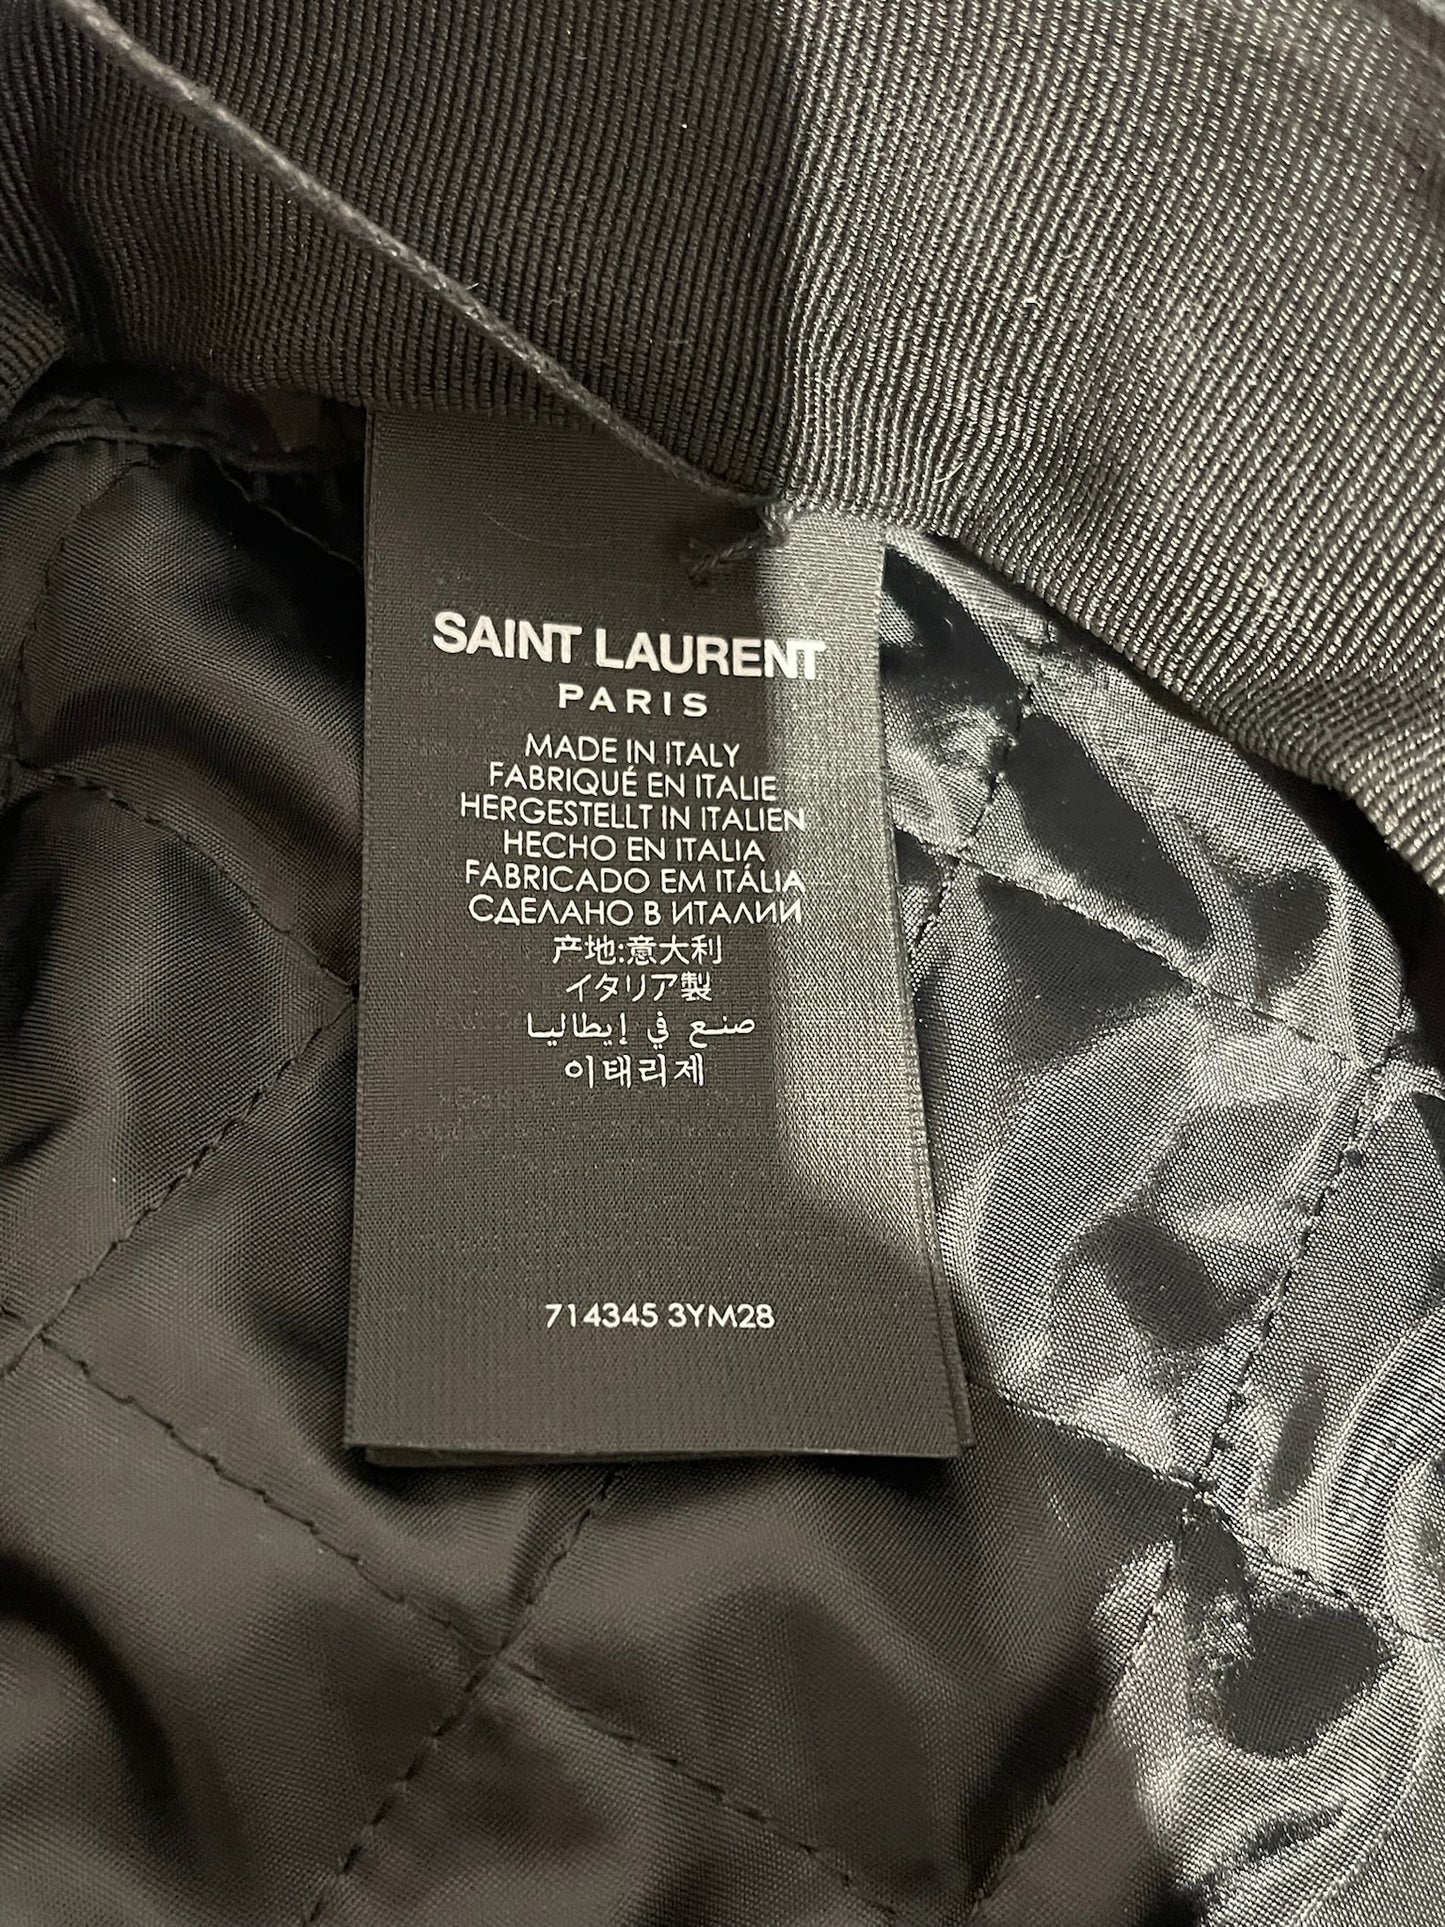 SAINT LAURENT
PARIS
MADE IN ITALY
FABRIQUÉ EN ITALIE
HERGESTELLT IN ITALIEN
HECHO EN ITALIA
FABRICADO EM ITÁLIA
СДЕЛАНО В ИТАЛИИ
产地:意大利
イタリア製
صنع في إيطاليا
이태리제
714345 3YM28